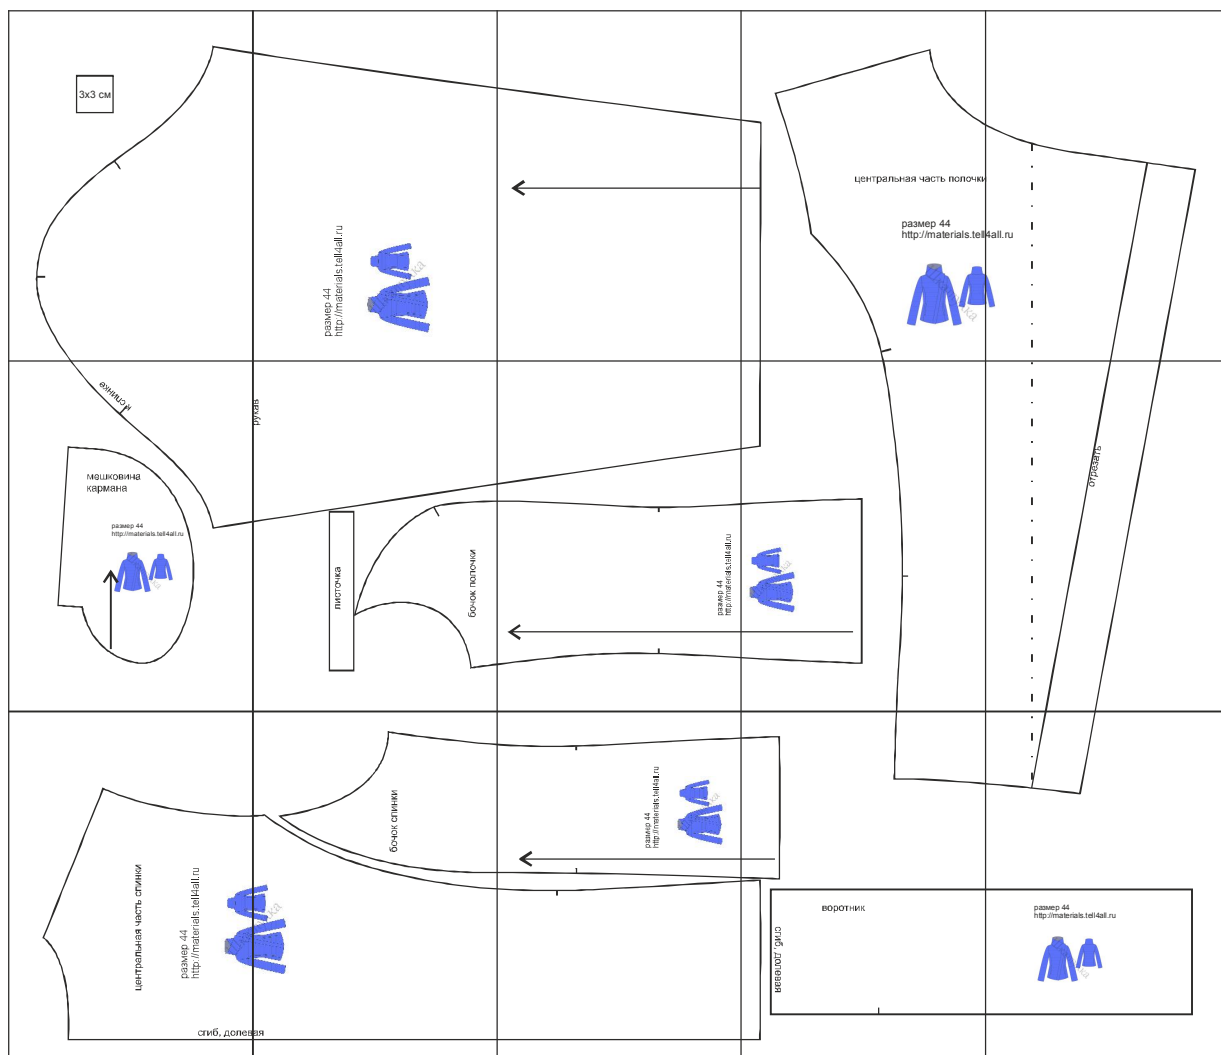 3x3 см
центральная часть полочки
размер 44
http://materials.tell4all.ru
размер 44
http://materials.tell4all.ru
к спинке
рукав
отрезать
мешковина
кармана
размер 44
http://materials.tell4all.ru
листочка
бочок полочки
размер 44
http://materials.tell4all.ru
бочок спинки
размер 44
http://materials.tell4all.ru
центральная часть спинки
размер 44
http://materials.tell4all.ru
сгиб, долевая
воротник
размер 44
http://materials.tell4all.ru
сгиб, долевая